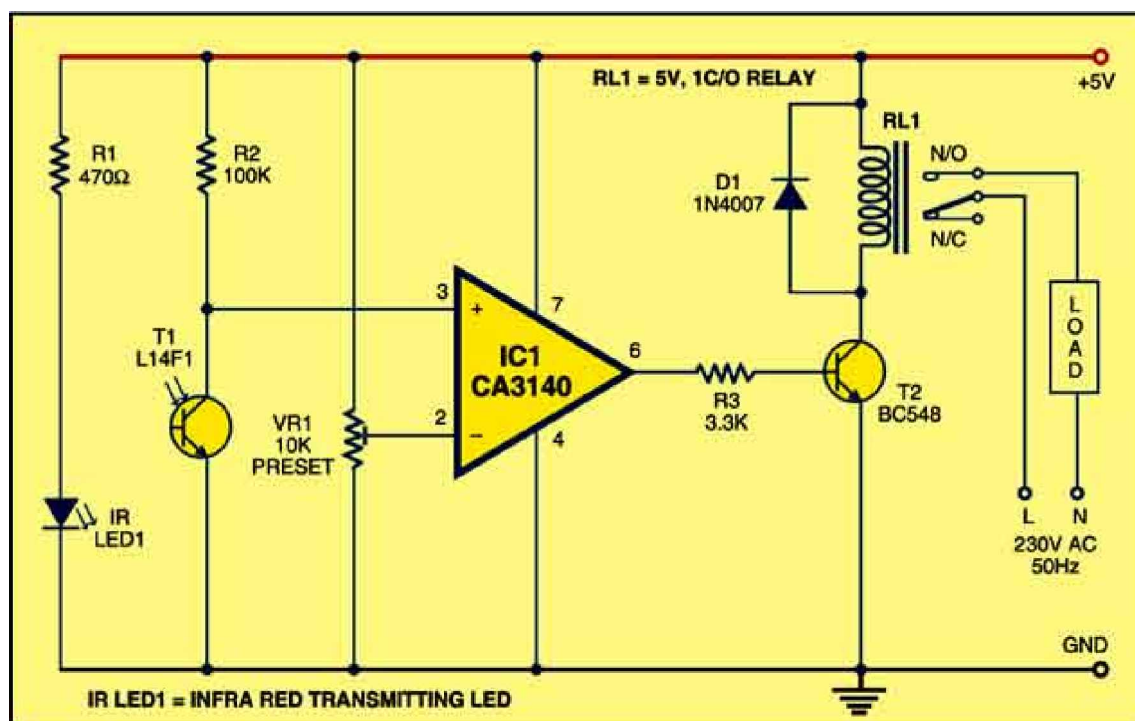 RL1 = 5V, 1C/O RELAY
+5V
R1
470Ω
R2
100K
D1
1N4007
RL1
N/O
N/C
3
+
7
T1
L14F1
IC1
CA3140
6
R3
3.3K
T2
BC548
LOAD
VR1
10K
PRESET
2
–
4
IR
LED1
L
N
230V AC
50Hz
GND
IR LED1 = INFRA RED TRANSMITTING LED